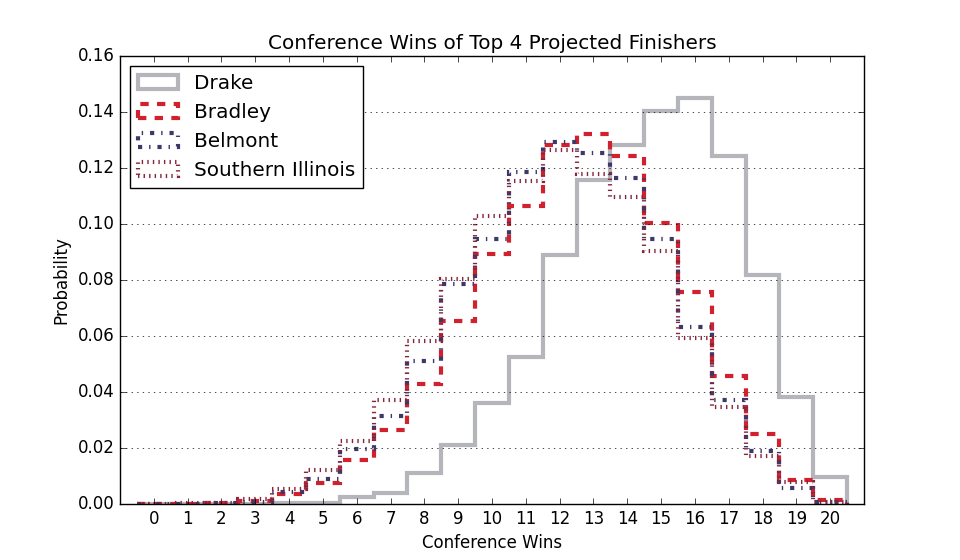 Conference Wins of Top 4 Projected Finishers
0.16
0.14
0.12
0.10
0.08
0.06
0.04
0.02
0.00
Probability
Drake
Bradley
Belmont
Southern Illinois
0 1 2 3 4 5 6 7 8 9 10 11 12 13 14 15 16 17 18 19 20
Conference Wins